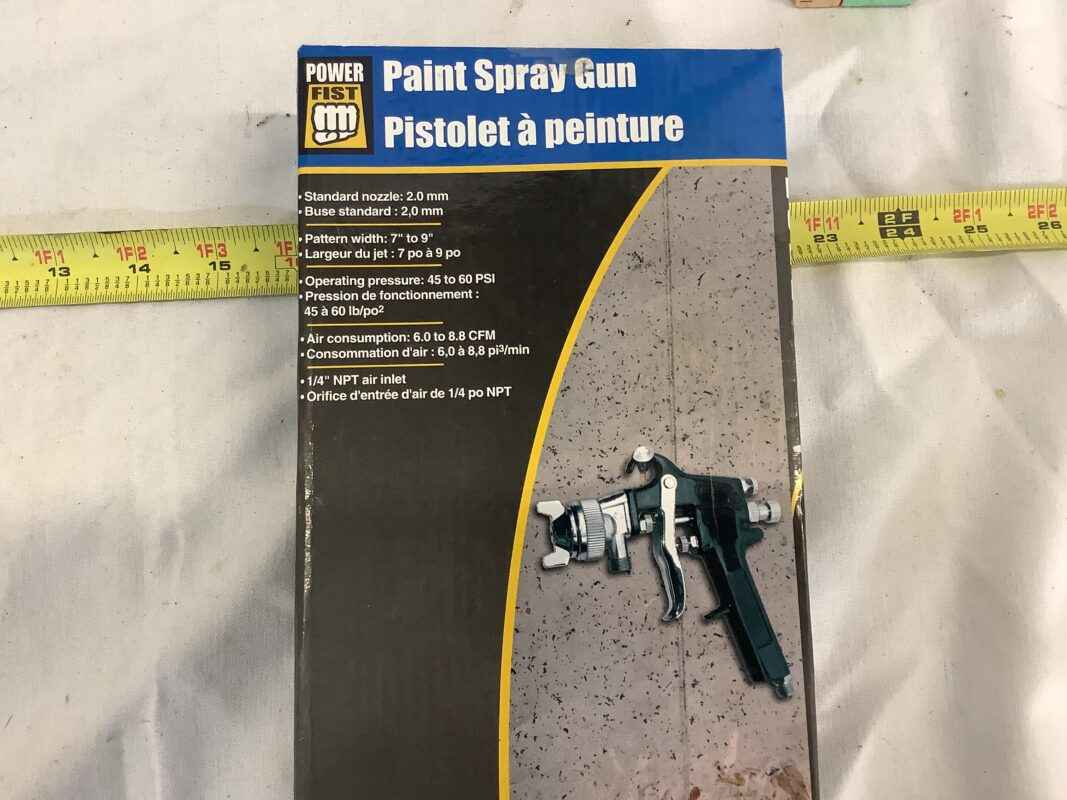 POWER
FIST
Paint Spray Gun
Pistolet à peinture
• Standard nozzle: 2.0 mm
• Buse standard : 2,0 mm
• Pattern width: 7" to 9"
• Largeur du jet : 7 po à 9 po
• Operating pressure: 45 to 60 PSI
• Pression de fonctionnement :
45 à 60 lb/po²
• Air consumption: 6.0 to 8.8 CFM
• Consommation d'air : 6,0 à 8,8 pi³/min
• 1/4" NPT air inlet
• Orifice d'entrée d'air de 1/4 po NPT
1F1 1F2 1F3 1F
13 14 15
1F11 2F 2F1 2F2
23 24 25 26